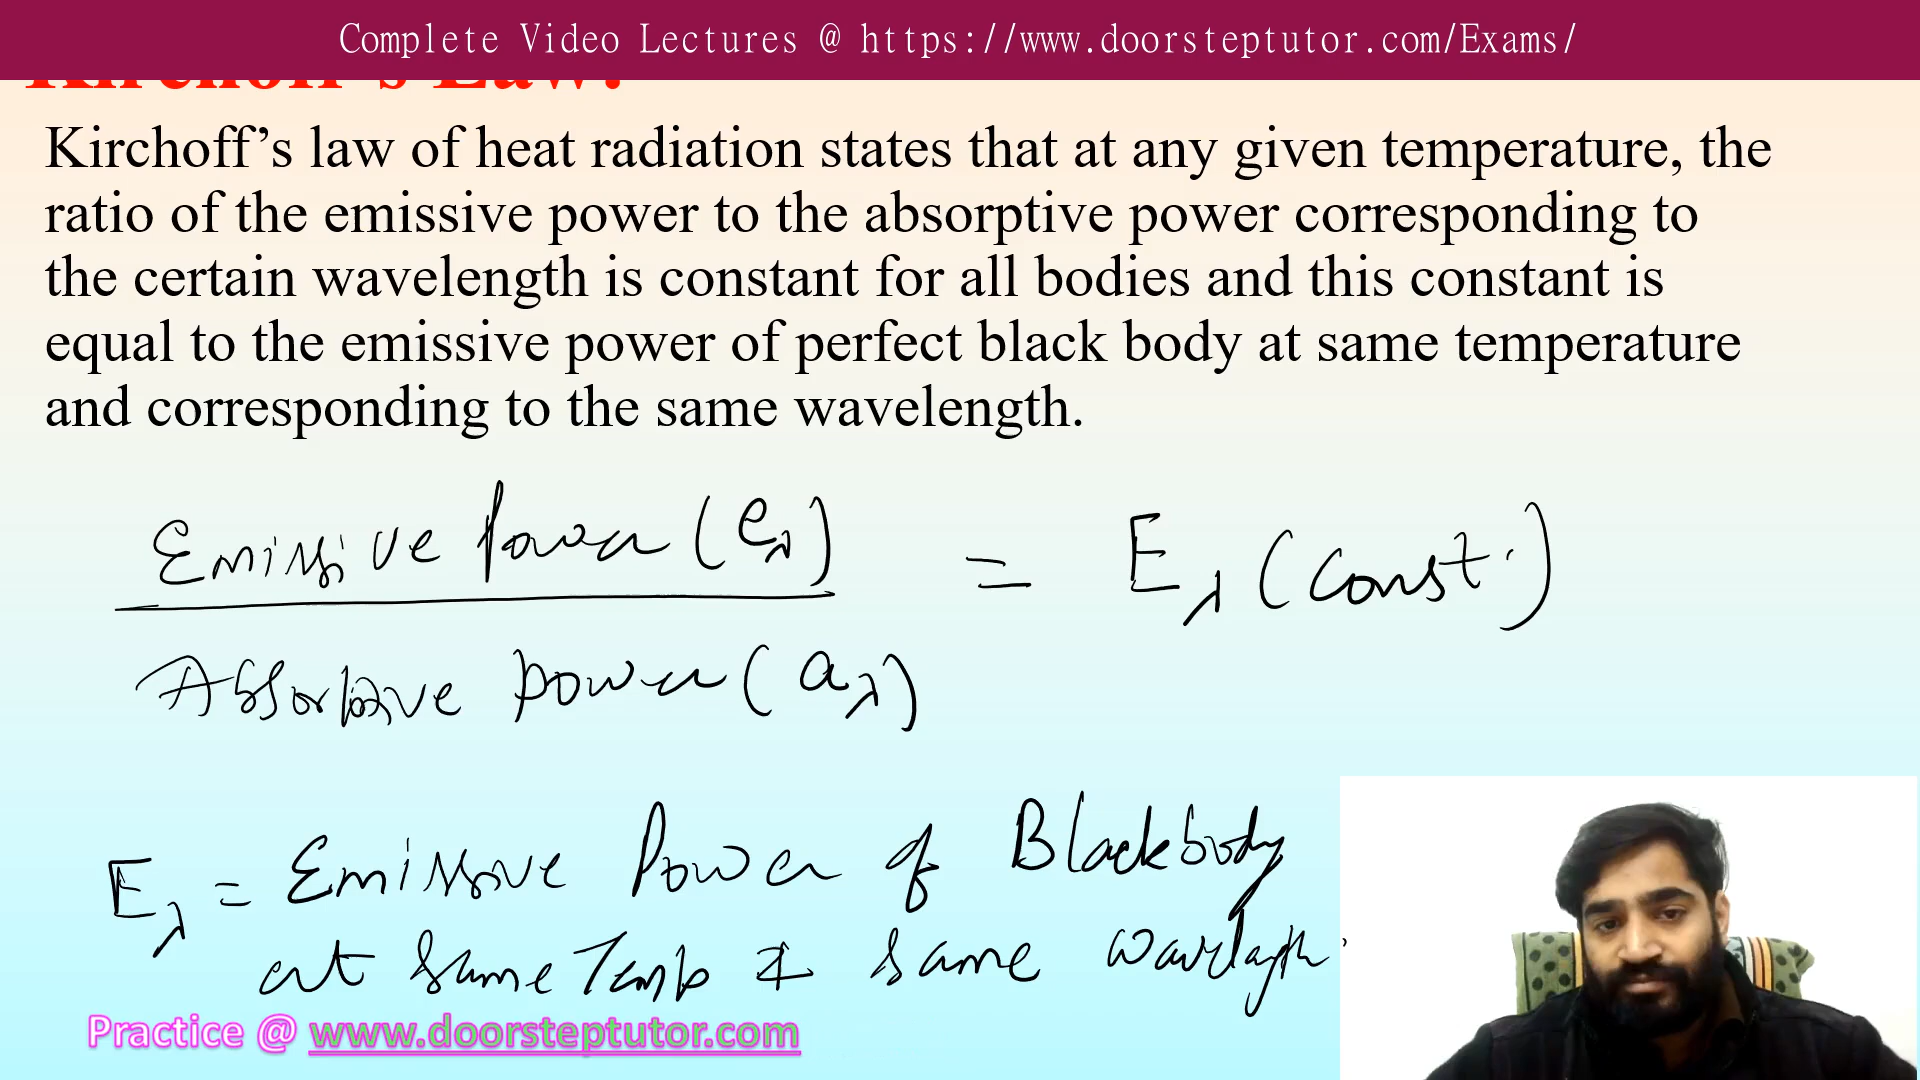 Complete Video Lectures @ https://www.doorsteptutor.com/Exams/
Kirchoff's Law:
Kirchoff’s law of heat radiation states that at any given temperature, the
ratio of the emissive power to the absorptive power corresponding to
the certain wavelength is constant for all bodies and this constant is
equal to the emissive power of perfect black body at same temperature
and corresponding to the same wavelength.
Emissive Power (eλ)
= Eλ (const.)
Absorbtive power (aλ)
Eλ = Emissive Power of Blackbody
at same Temp & same wavelength
Practice @ www.doorsteptutor.com